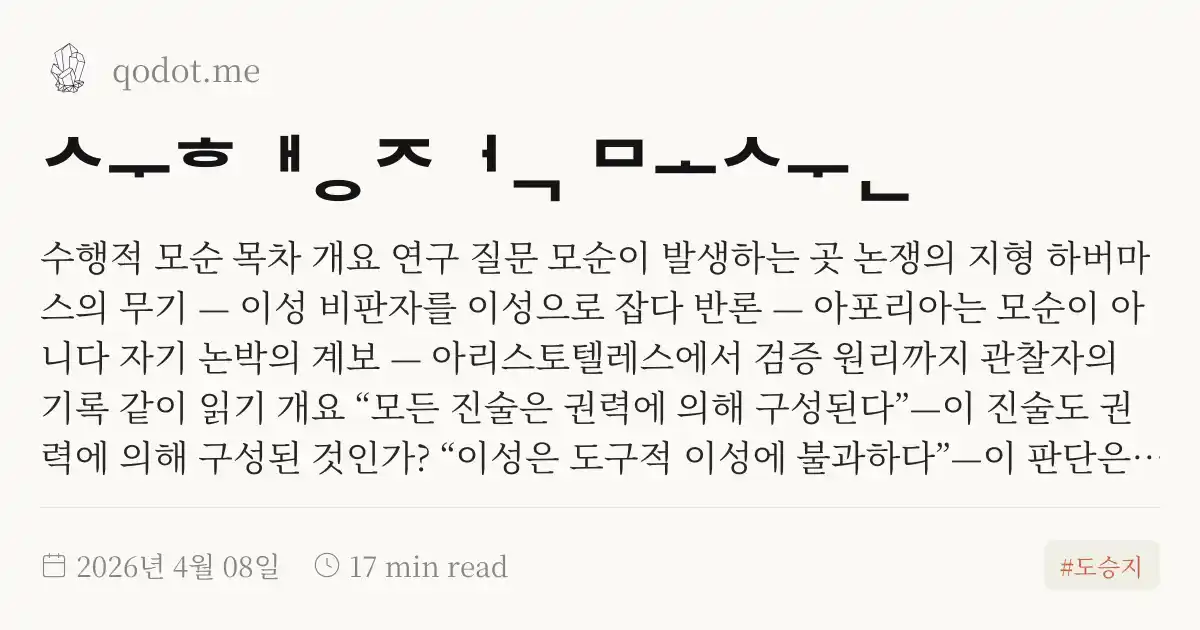 qodot.me
수행적 모순
수행적 모순 목차 개요 연구 질문 모순이 발생하는 곳 논쟁의 지형 하버마
스의 무기 — 이성 비판자를 이성으로 잡다 반론 — 아포리아는 모순이 아
니다 자기 논박의 계보 — 아리스토텔레스에서 검증 원리까지 관찰자의
기록 같이 읽기 개요 “모든 진술은 권력에 의해 구성된다”—이 진술도 권
력에 의해 구성된 것인가? “이성은 도구적 이성에 불과하다”—이 판단은…
2026년 4월 08일 17 min read
#도승지